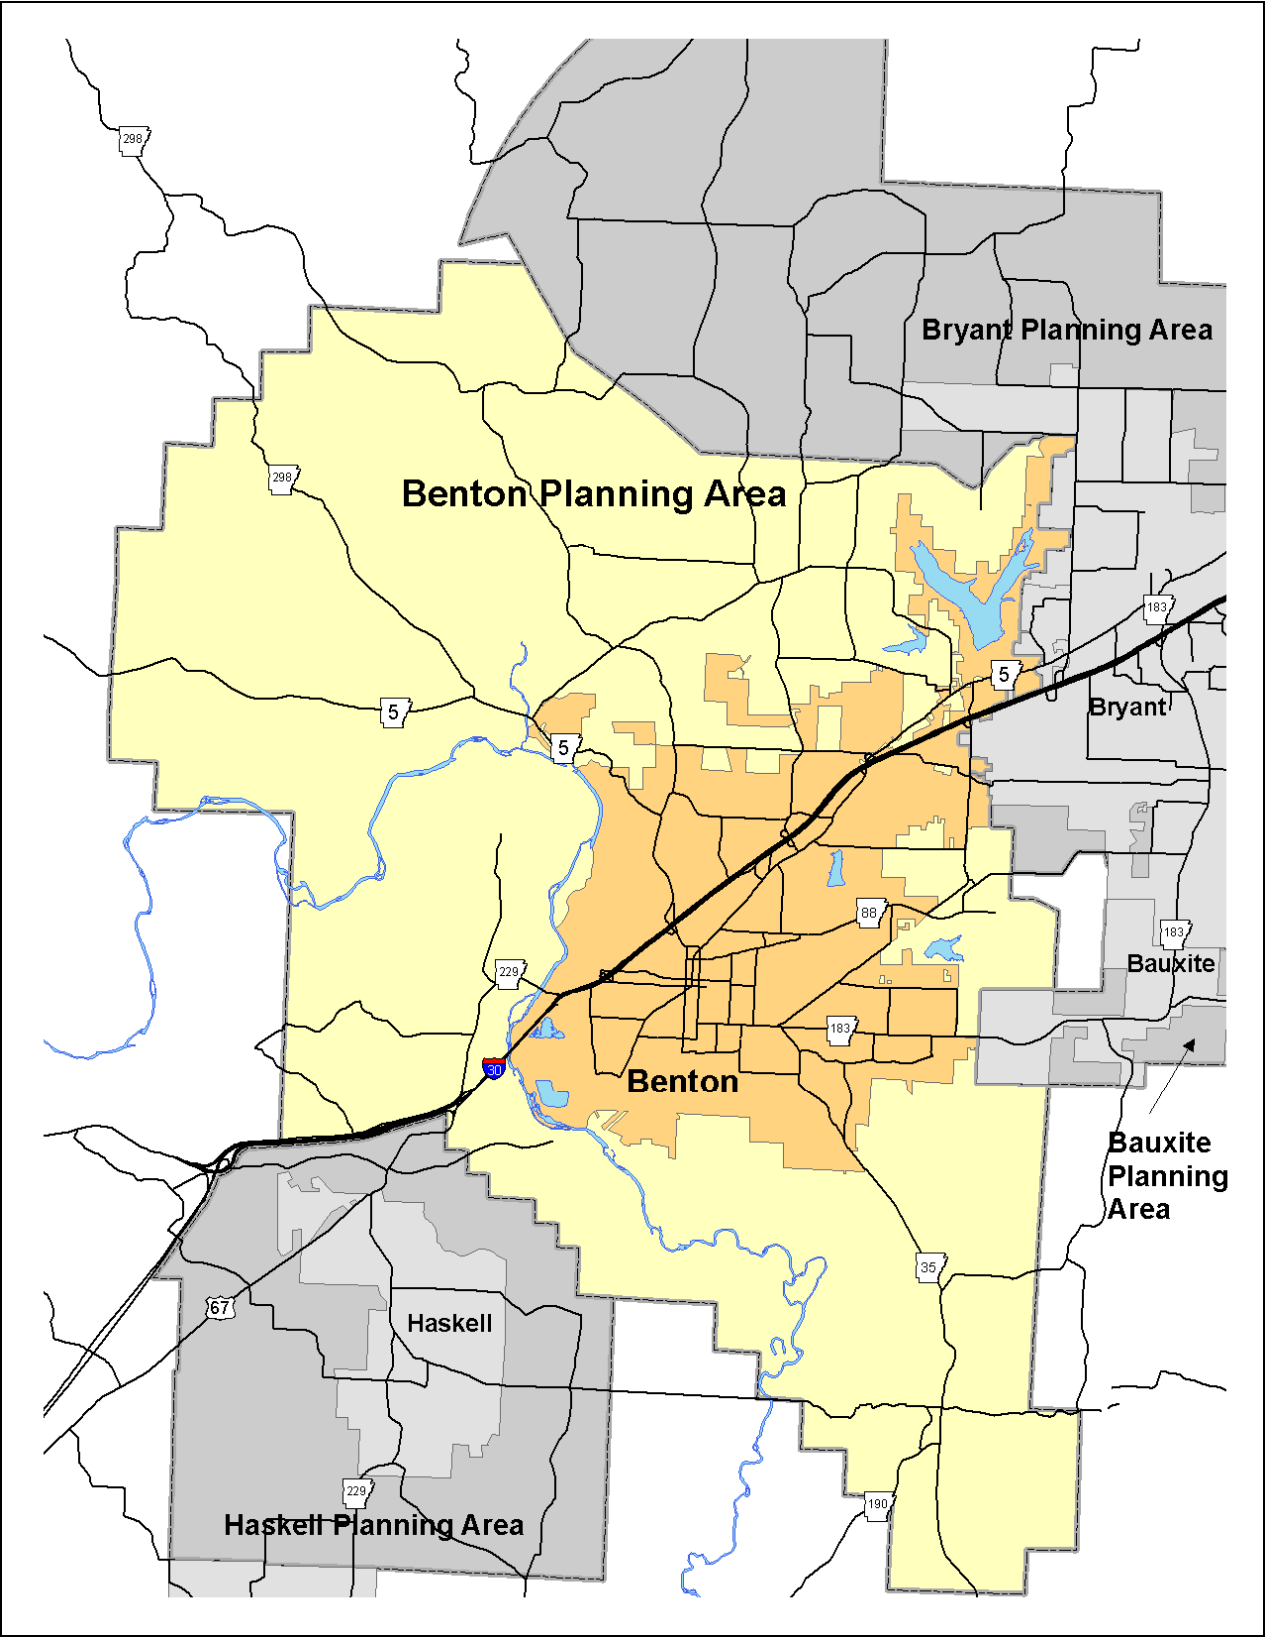 298
Bryant Planning Area
298
Benton Planning Area
183
5
Bryant
5
5
88
183
229
Bauxite
183
30
Benton
Bauxite
Planning
Area
35
67
Haskell
229
190
Haskell Planning Area